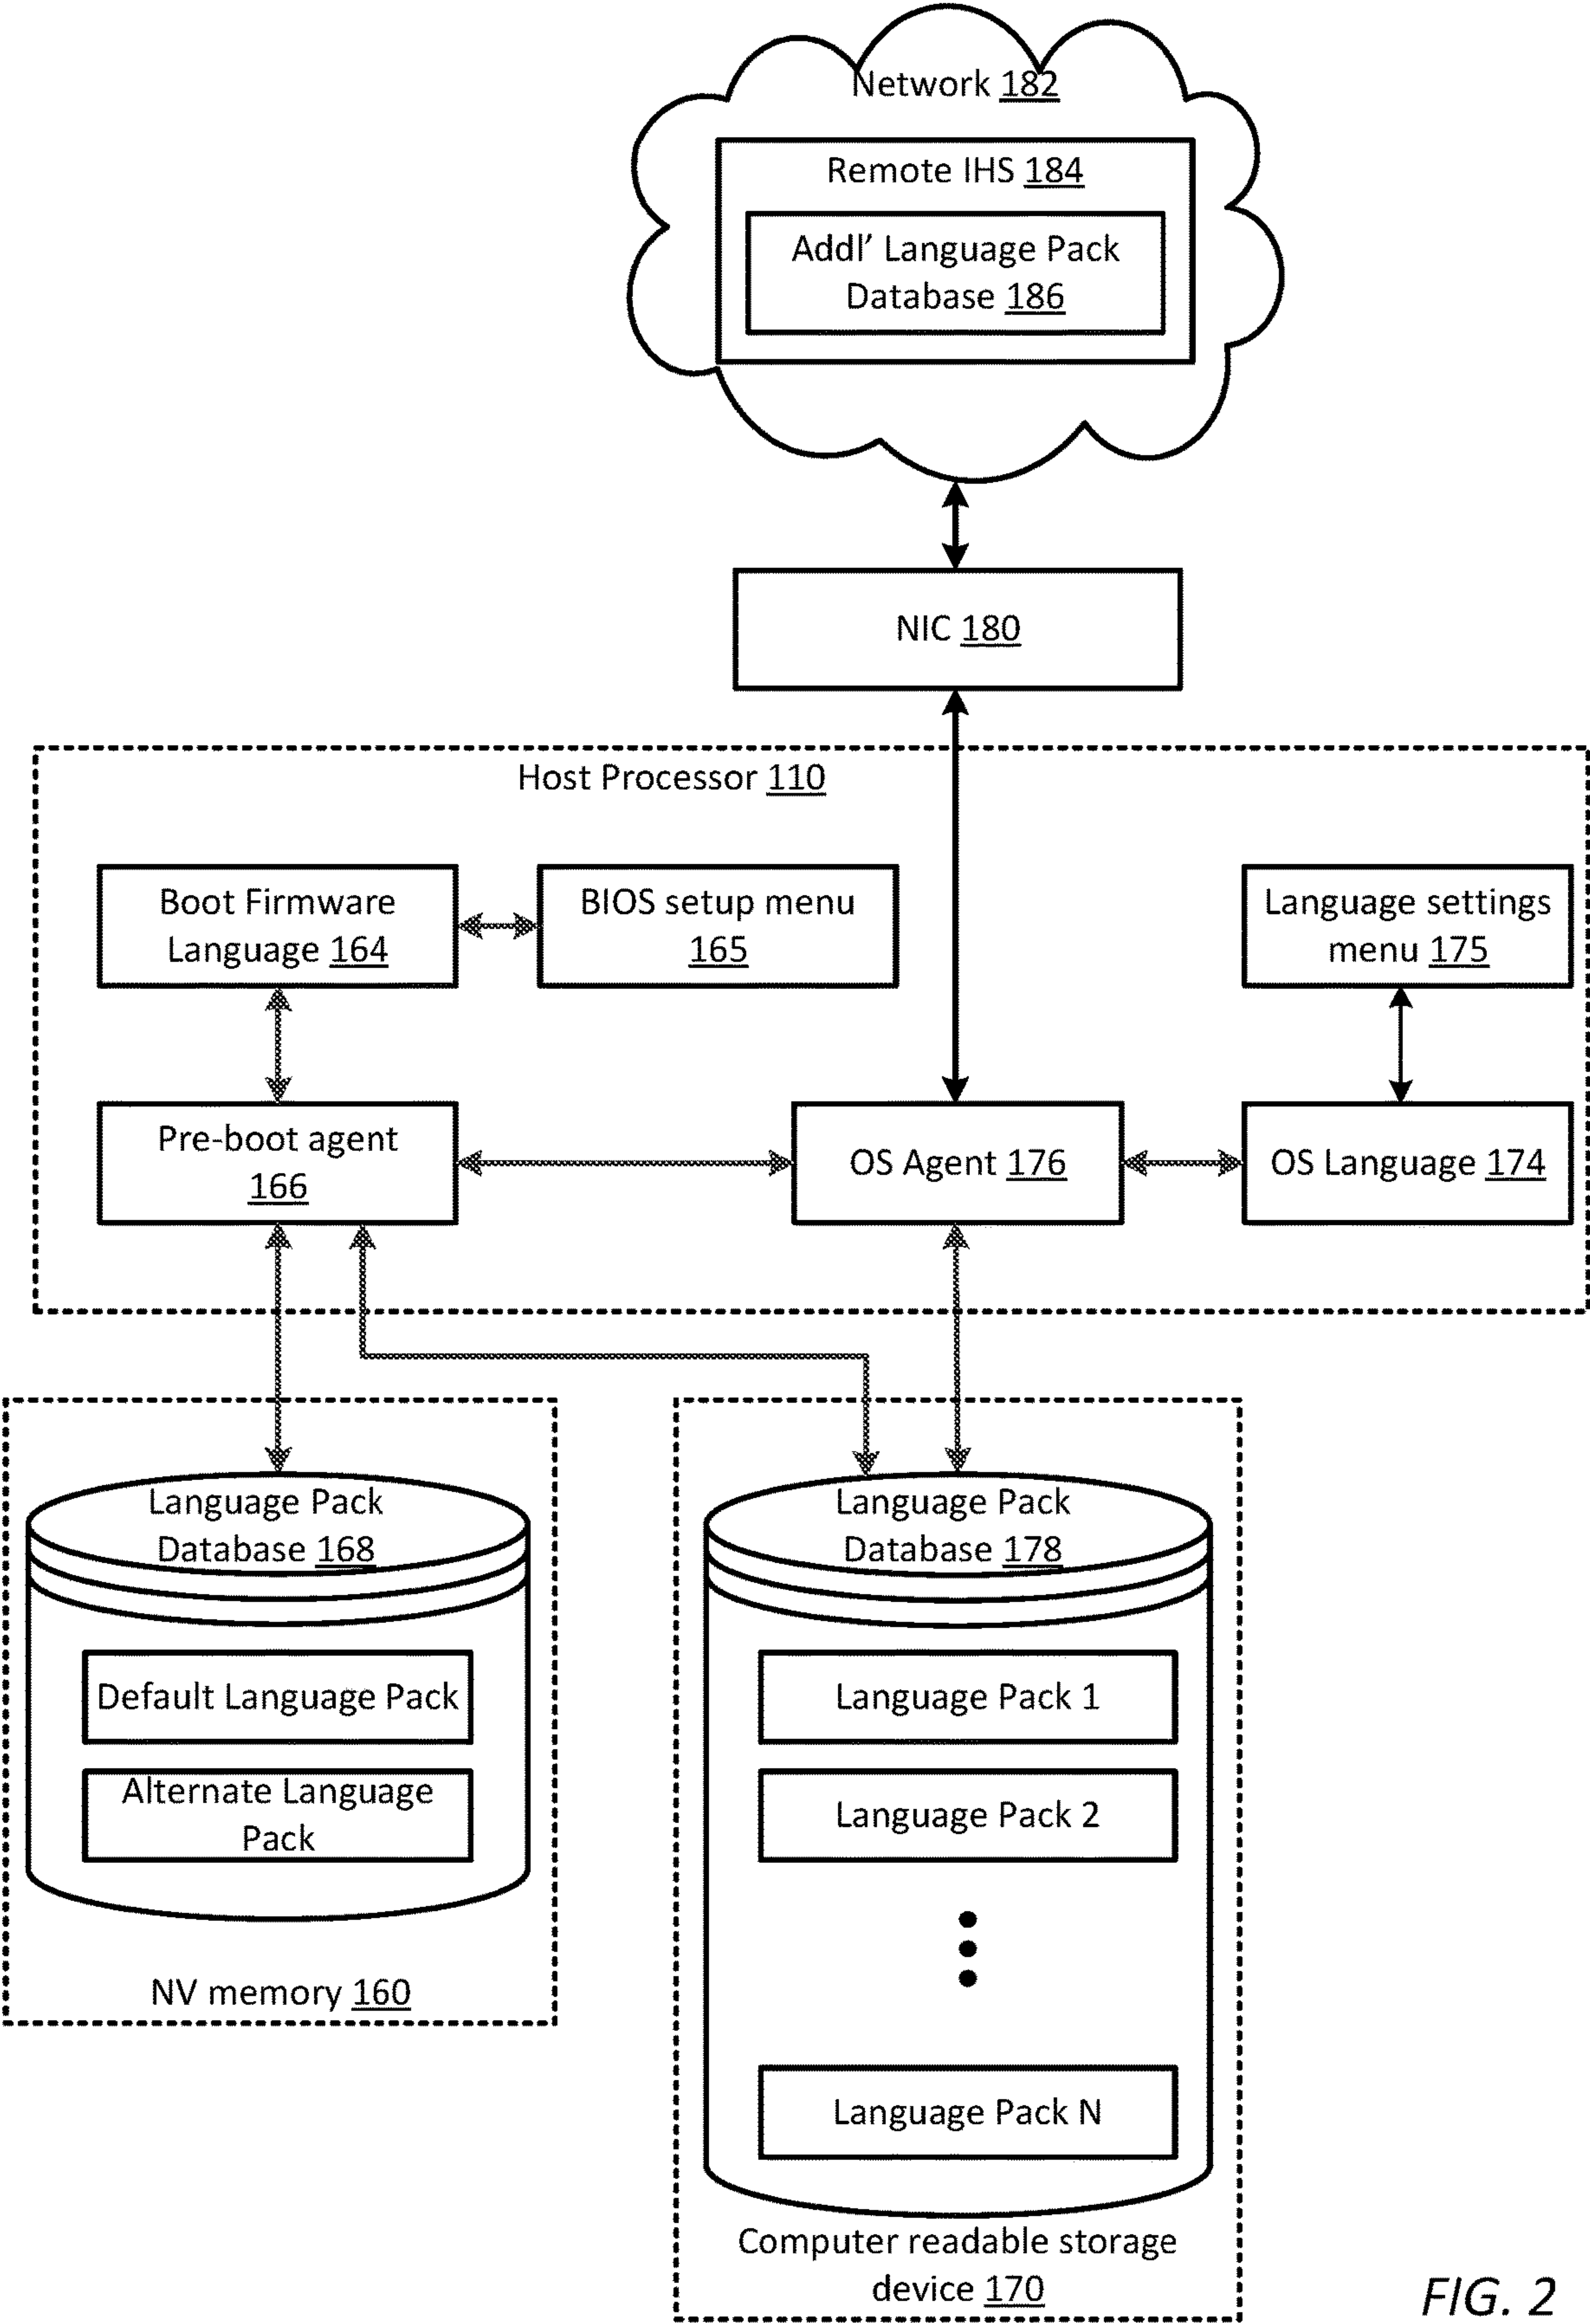 Network 182
Remote IHS 184
Addl' Language Pack
Database 186
NIC 180
Host Processor 110
Boot Firmware
Language 164
BIOS setup menu
165
Language settings
menu 175
Pre-boot agent
166
OS Agent 176
OS Language 174
Language Pack
Database 168
Default Language Pack
Alternate Language
Pack
NV memory 160
Language Pack
Database 178
Language Pack 1
Language Pack 2
Language Pack N
Computer readable storage
device 170
FIG. 2